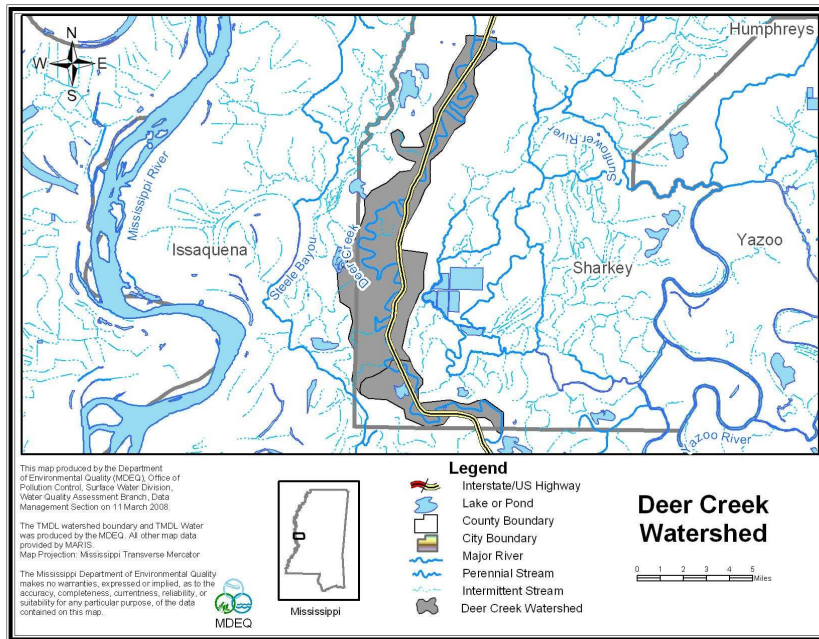 N
W
E
S
Humphreys
Mississippi River
Sunflower River
Issaquena
Steele Bayou
Deer Creek
Sharkey
Yazoo
Yazoo River
This map produced by the Department
of Environmental Quality (MDEQ), Office of
Pollution Control, Surface Water Division,
Water Quality Assessment Branch, Data
Management Section on 11 March 2008.
The TMDL watershed boundary and TMDL Water
was produced by the MDEQ. All other map data
provided by MARIS.
Map Projection: Mississippi Transverse Mercator
The Mississippi Department of Environmental Quality
makes no warranties, expressed or implied, as to the
accuracy, completeness, currentness, reliability, or
suitability for any particular purpose, of the data
contained on this map.
MDEQ
Mississippi
Legend
Interstate/US Highway
Lake or Pond
County Boundary
City Boundary
Major River
Perennial Stream
Intermittent Stream
Deer Creek Watershed
Deer Creek
Watershed
0 1 2 3 4 5
Miles